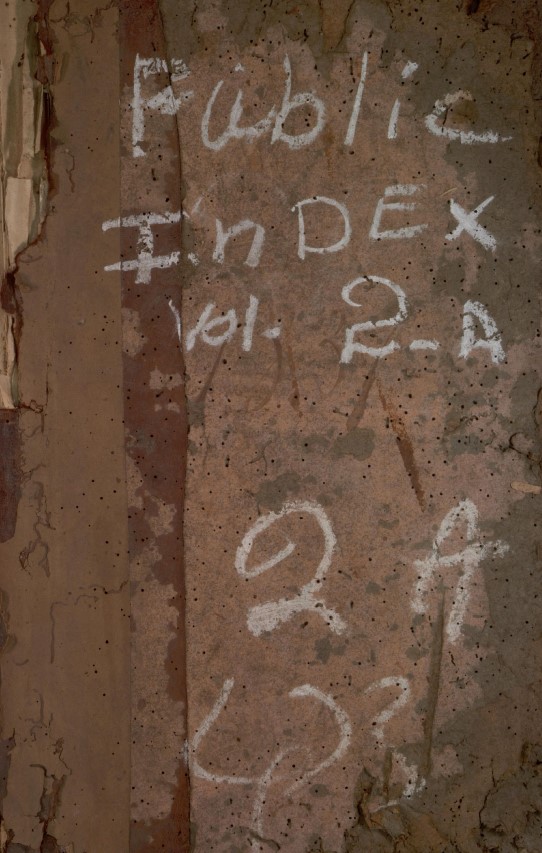 Public
InDEx
Vol. 2-A
2 A